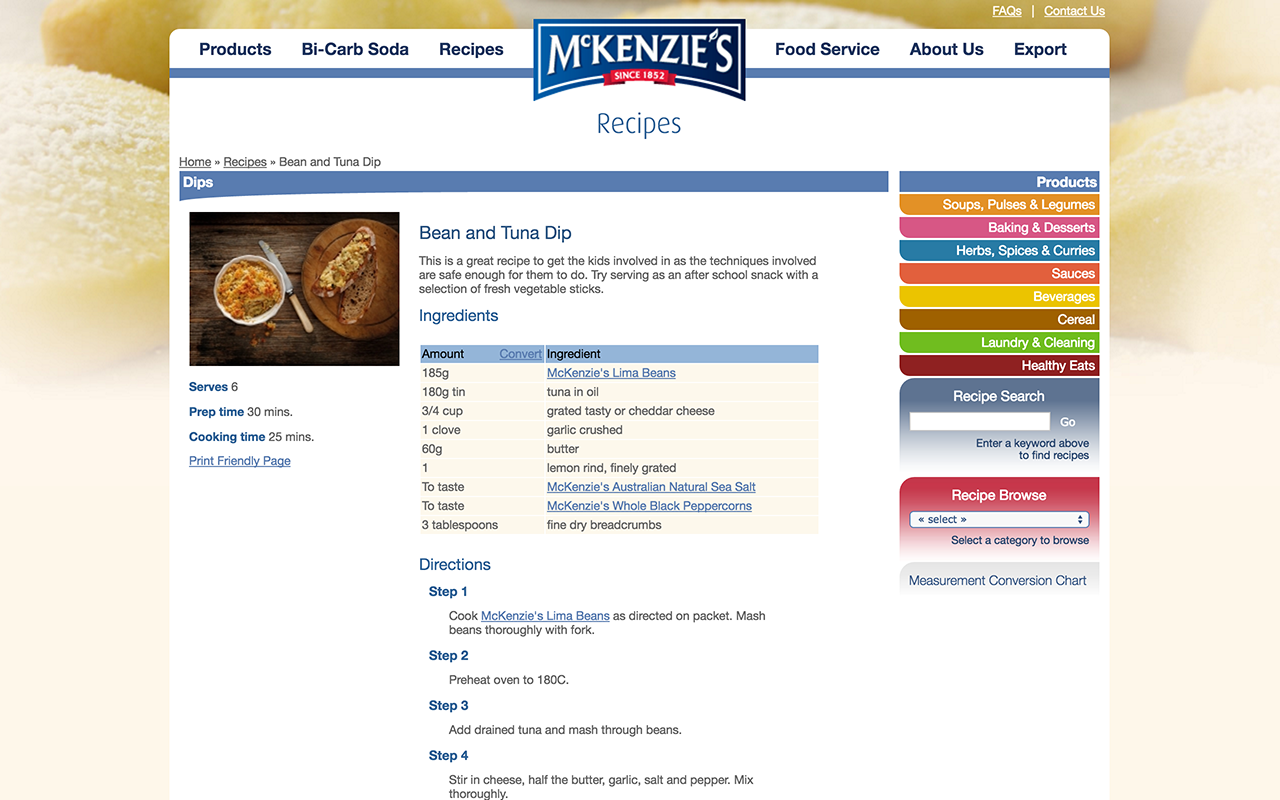 FAQs | Contact Us
Products Bi-Carb Soda Recipes McKENZIE'S SINCE 1852 Food Service About Us Export
Recipes
Home » Recipes » Bean and Tuna Dip
Dips
Bean and Tuna Dip
This is a great recipe to get the kids involved in as the techniques involved
are safe enough for them to do. Try serving as an after school snack with a
selection of fresh vegetable sticks.
Serves 6
Prep time 30 mins.
Cooking time 25 mins.
Print Friendly Page
Ingredients
Amount Convert Ingredient
185g McKenzie's Lima Beans
180g tin tuna in oil
3/4 cup grated tasty or cheddar cheese
1 clove garlic crushed
60g butter
1 lemon rind, finely grated
To taste McKenzie's Australian Natural Sea Salt
To taste McKenzie's Whole Black Peppercorns
3 tablespoons fine dry breadcrumbs
Directions
Step 1
Cook McKenzie's Lima Beans as directed on packet. Mash
beans thoroughly with fork.
Step 2
Preheat oven to 180C.
Step 3
Add drained tuna and mash through beans.
Step 4
Stir in cheese, half the butter, garlic, salt and pepper. Mix
thoroughly.
Products
Soups, Pulses & Legumes
Baking & Desserts
Herbs, Spices & Curries
Sauces
Beverages
Cereal
Laundry & Cleaning
Healthy Eats
Recipe Search
Go
Enter a keyword above
to find recipes
Recipe Browse
« select »
Select a category to browse
Measurement Conversion Chart